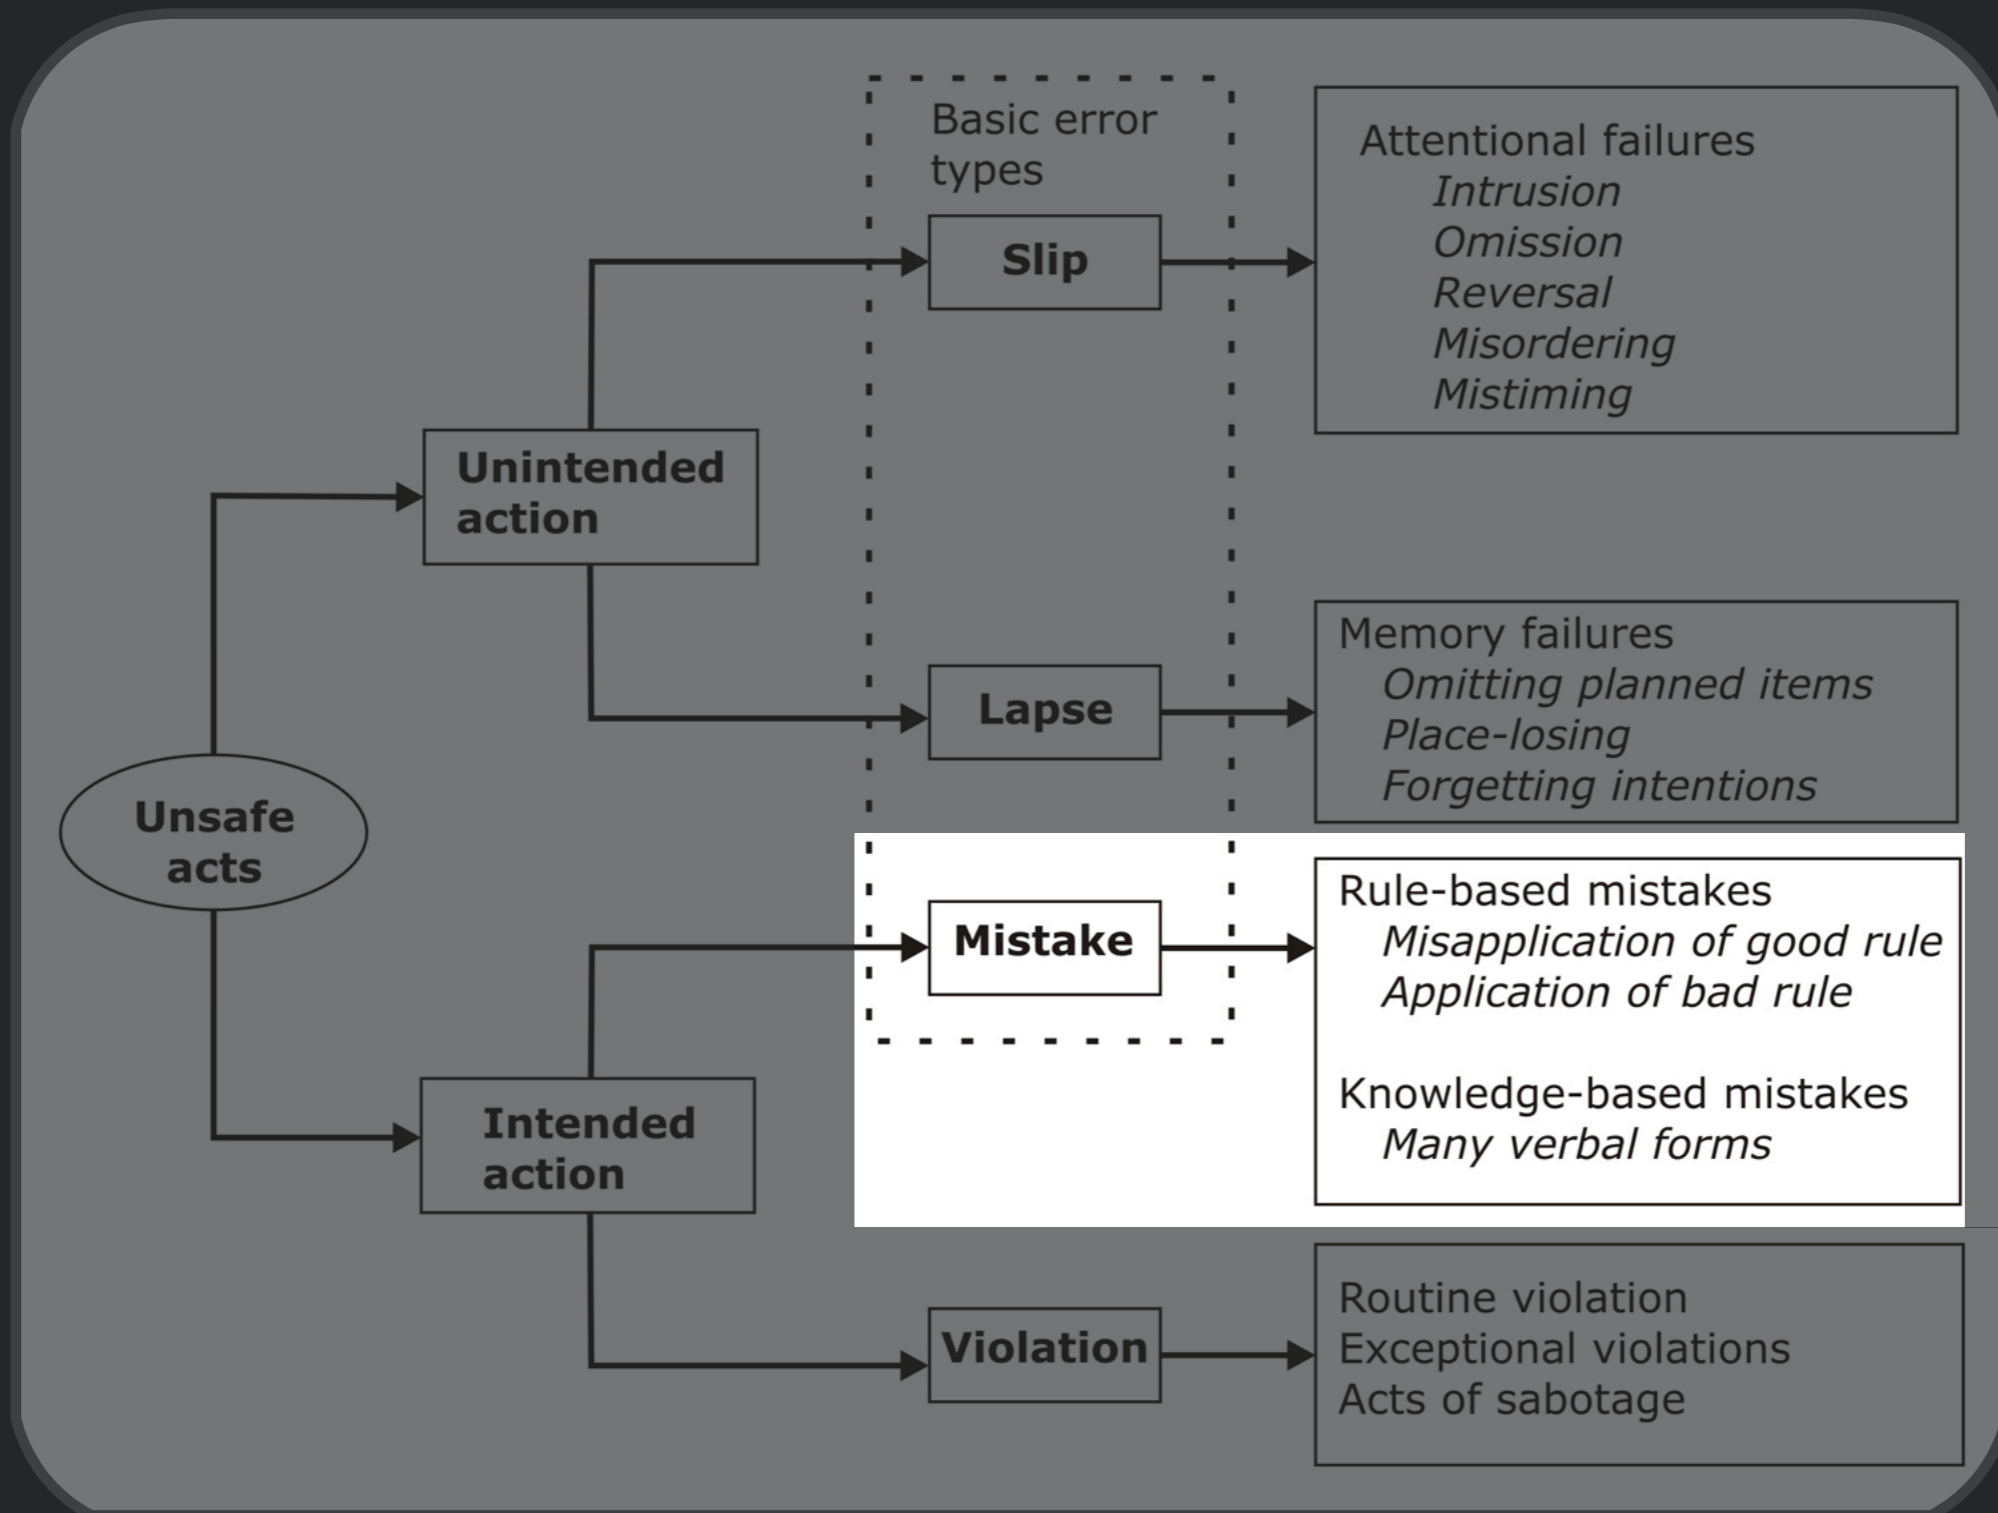 Basic error
types
Slip
Attentional failures
Intrusion
Omission
Reversal
Misordering
Mistiming
Unintended
action
Lapse
Memory failures
Omitting planned items
Place-losing
Forgetting intentions
Unsafe
acts
Mistake
Rule-based mistakes
Misapplication of good rule
Application of bad rule
Knowledge-based mistakes
Many verbal forms
Intended
action
Violation
Routine violation
Exceptional violations
Acts of sabotage